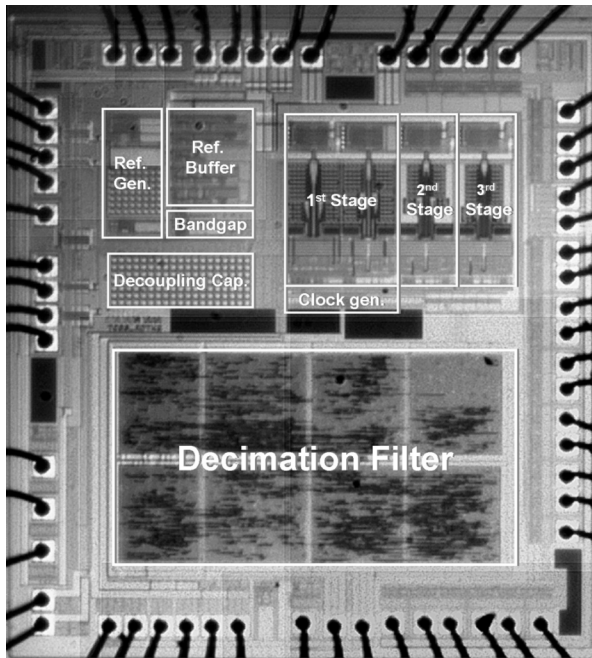 Ref.
Gen.
Ref.
Buffer
Bandgap
Decoupling Cap.
1st Stage
2nd
Stage
3rd
Stage
Clock gen.
Decimation Filter